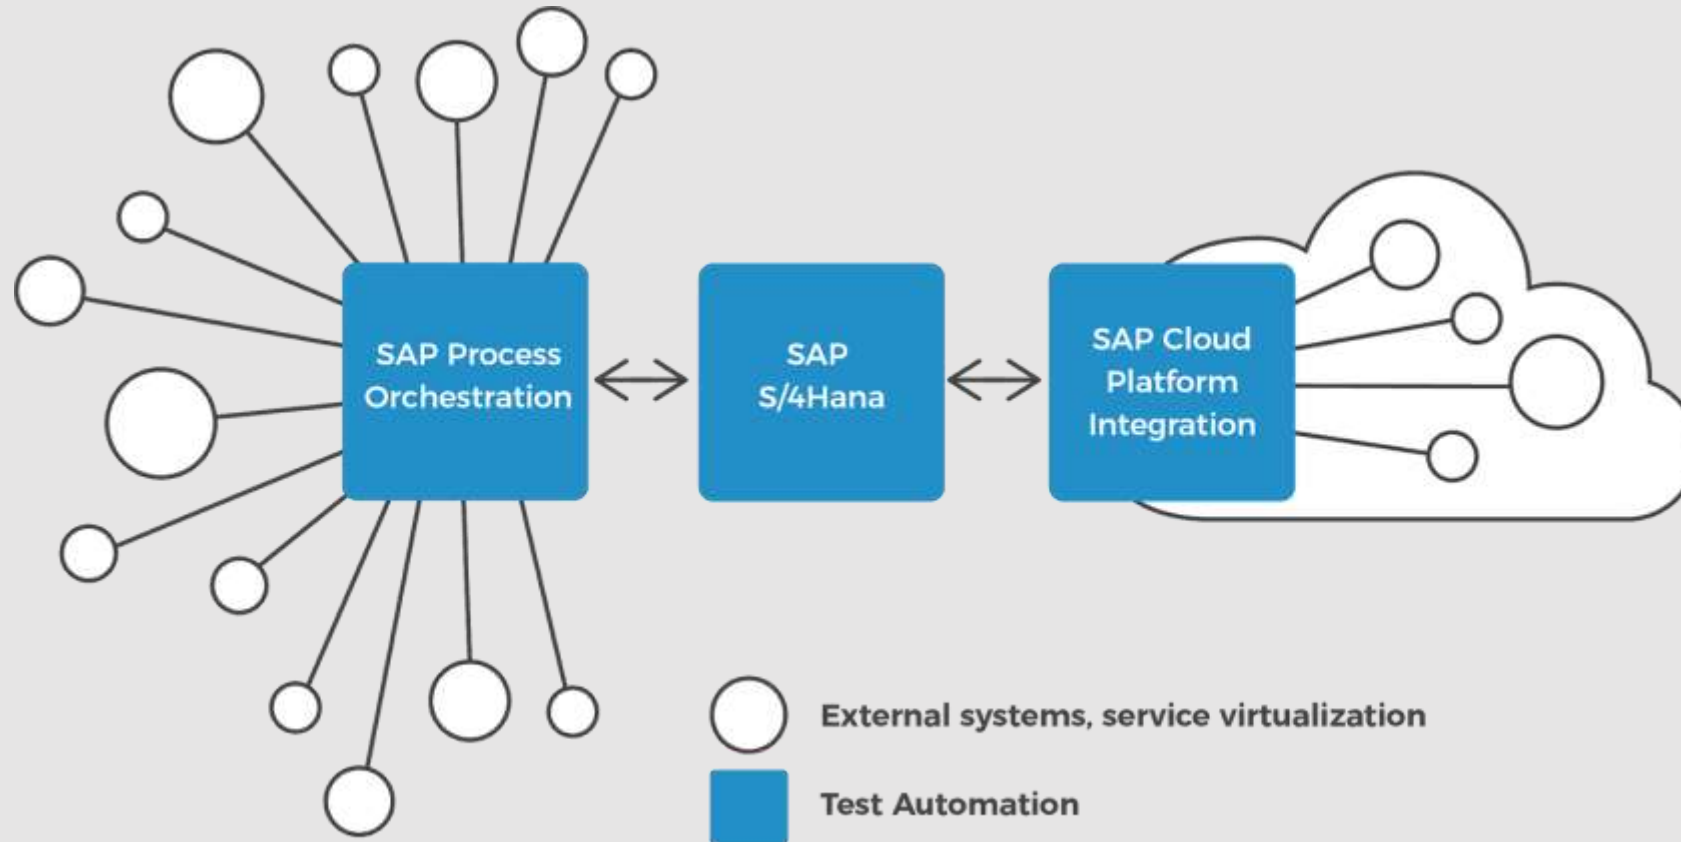 SAP Process
Orchestration
SAP
S/4Hana
SAP Cloud
Platform
Integration
External systems, service virtualization
Test Automation